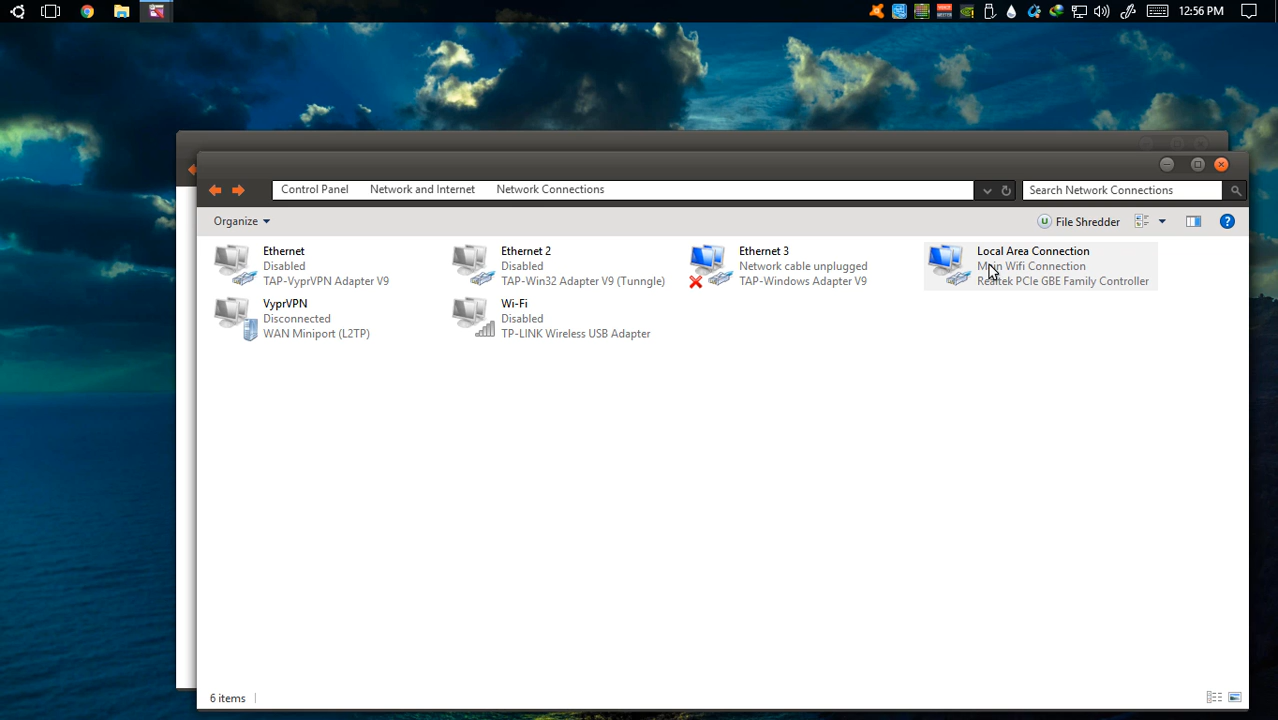 12:56 PM
Control Panel Network and Internet Network Connections
Search Network Connections
Organize
File Shredder
Ethernet
Disabled
TAP-VyprVPN Adapter V9
Ethernet 2
Disabled
TAP-Win32 Adapter V9 (Tunngle)
Ethernet 3
Network cable unplugged
TAP-Windows Adapter V9
Local Area Connection
Main Wifi Connection
Realtek PCIe GBE Family Controller
VyprVPN
Disconnected
WAN Miniport (L2TP)
Wi-Fi
Disabled
TP-LINK Wireless USB Adapter
6 items